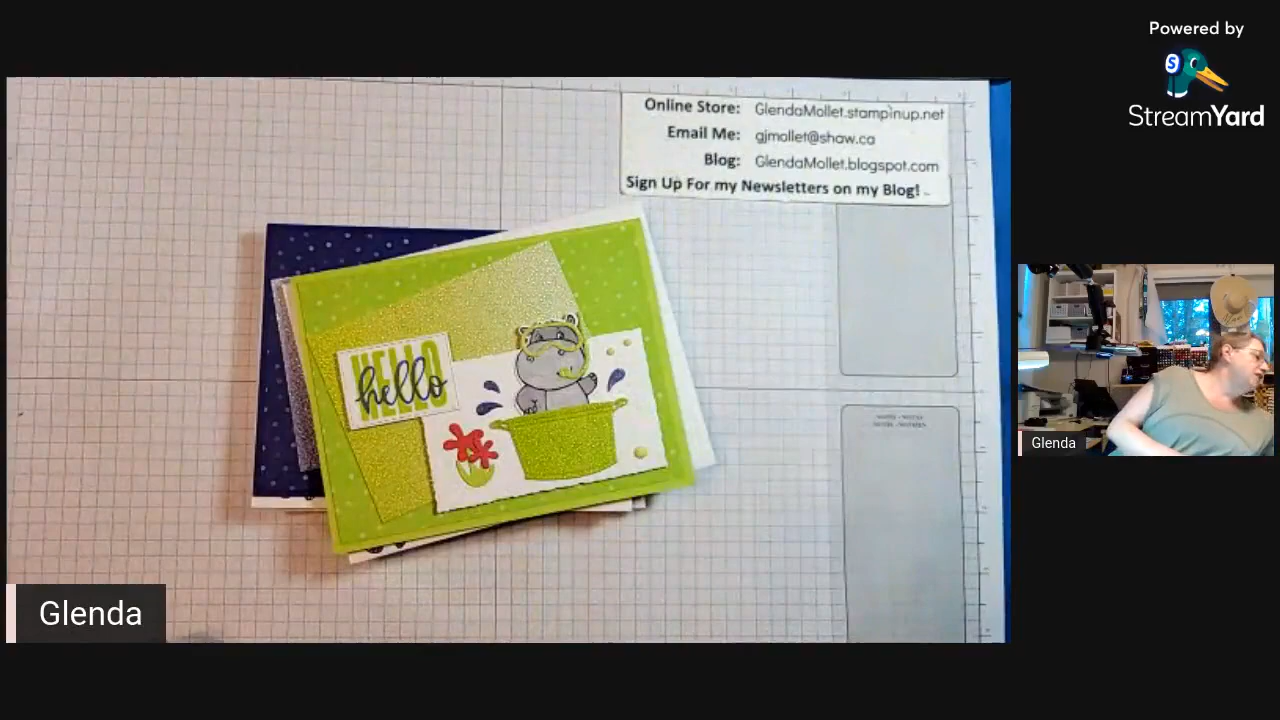 Powered by
StreamYard
Online Store: GlendaMollet.stampinup.net
Email Me: gjmollet@shaw.ca
Blog: GlendaMollet.blogspot.com
Sign Up For my Newsletters on my Blog!
HELLO
hello
Glenda
Glenda